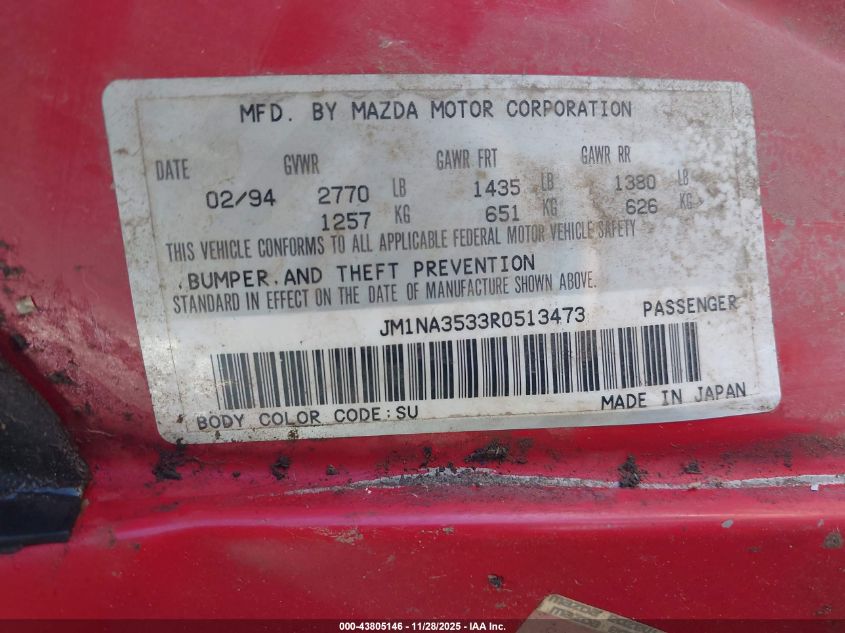 MFD. BY MAZDA MOTOR CORPORATION
DATE GVWR GAWR FRT GAWR RR
02/94 2770 LB 1435 LB 1380 LB
1257 KG 651 KG 626 KG
THIS VEHICLE CONFORMS TO ALL APPLICABLE FEDERAL MOTOR VEHICLE SAFETY
,BUMPER,AND THEFT PREVENTION
STANDARD IN EFFECT ON THE DATE OF MANUFACTURE SHOWN ABOVE.
JM1NA3533R0513473 PASSENGER
BODY COLOR CODE:SU MADE IN JAPAN
mazda
000-43805146 - 11/28/2025 - IAA Inc.